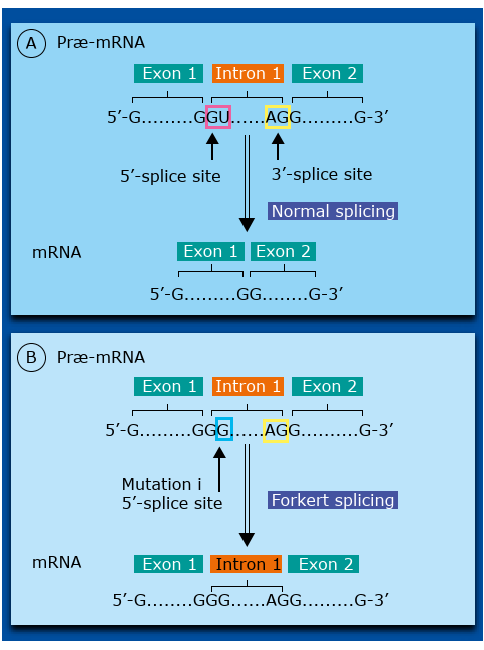 A Præ-mRNA
Exon 1 Intron 1 Exon 2
5′-G.........GGU......AGG.........G-3′
5′-splice site 3′-splice site
Normal splicing
mRNA Exon 1 Exon 2
5′-G.........GG........G-3′
B Præ-mRNA
Exon 1 Intron 1 Exon 2
5′-G.........GGG......AGG..........G-3′
Mutation i
5′-splice site
Forkert splicing
mRNA Exon 1 Intron 1 Exon 2
5′-G........GGG......AGG.........G-3′